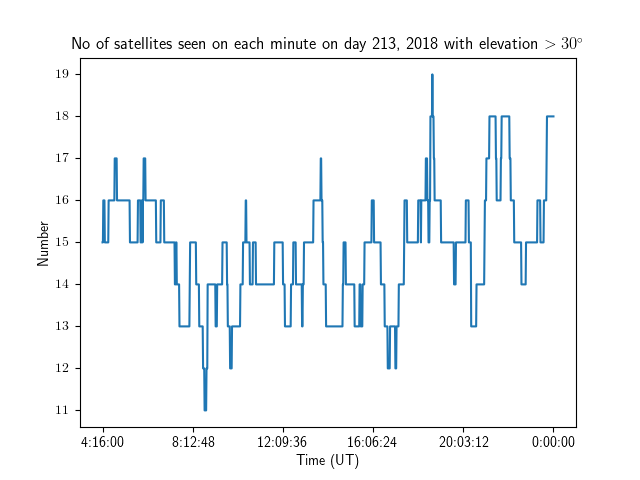 No of satellites seen on each minute on day 213, 2018 with elevation > 30°
19
18
17
16
15
14
13
12
11
Number
4:16:00 8:12:48 12:09:36 16:06:24 20:03:12 0:00:00
Time (UT)